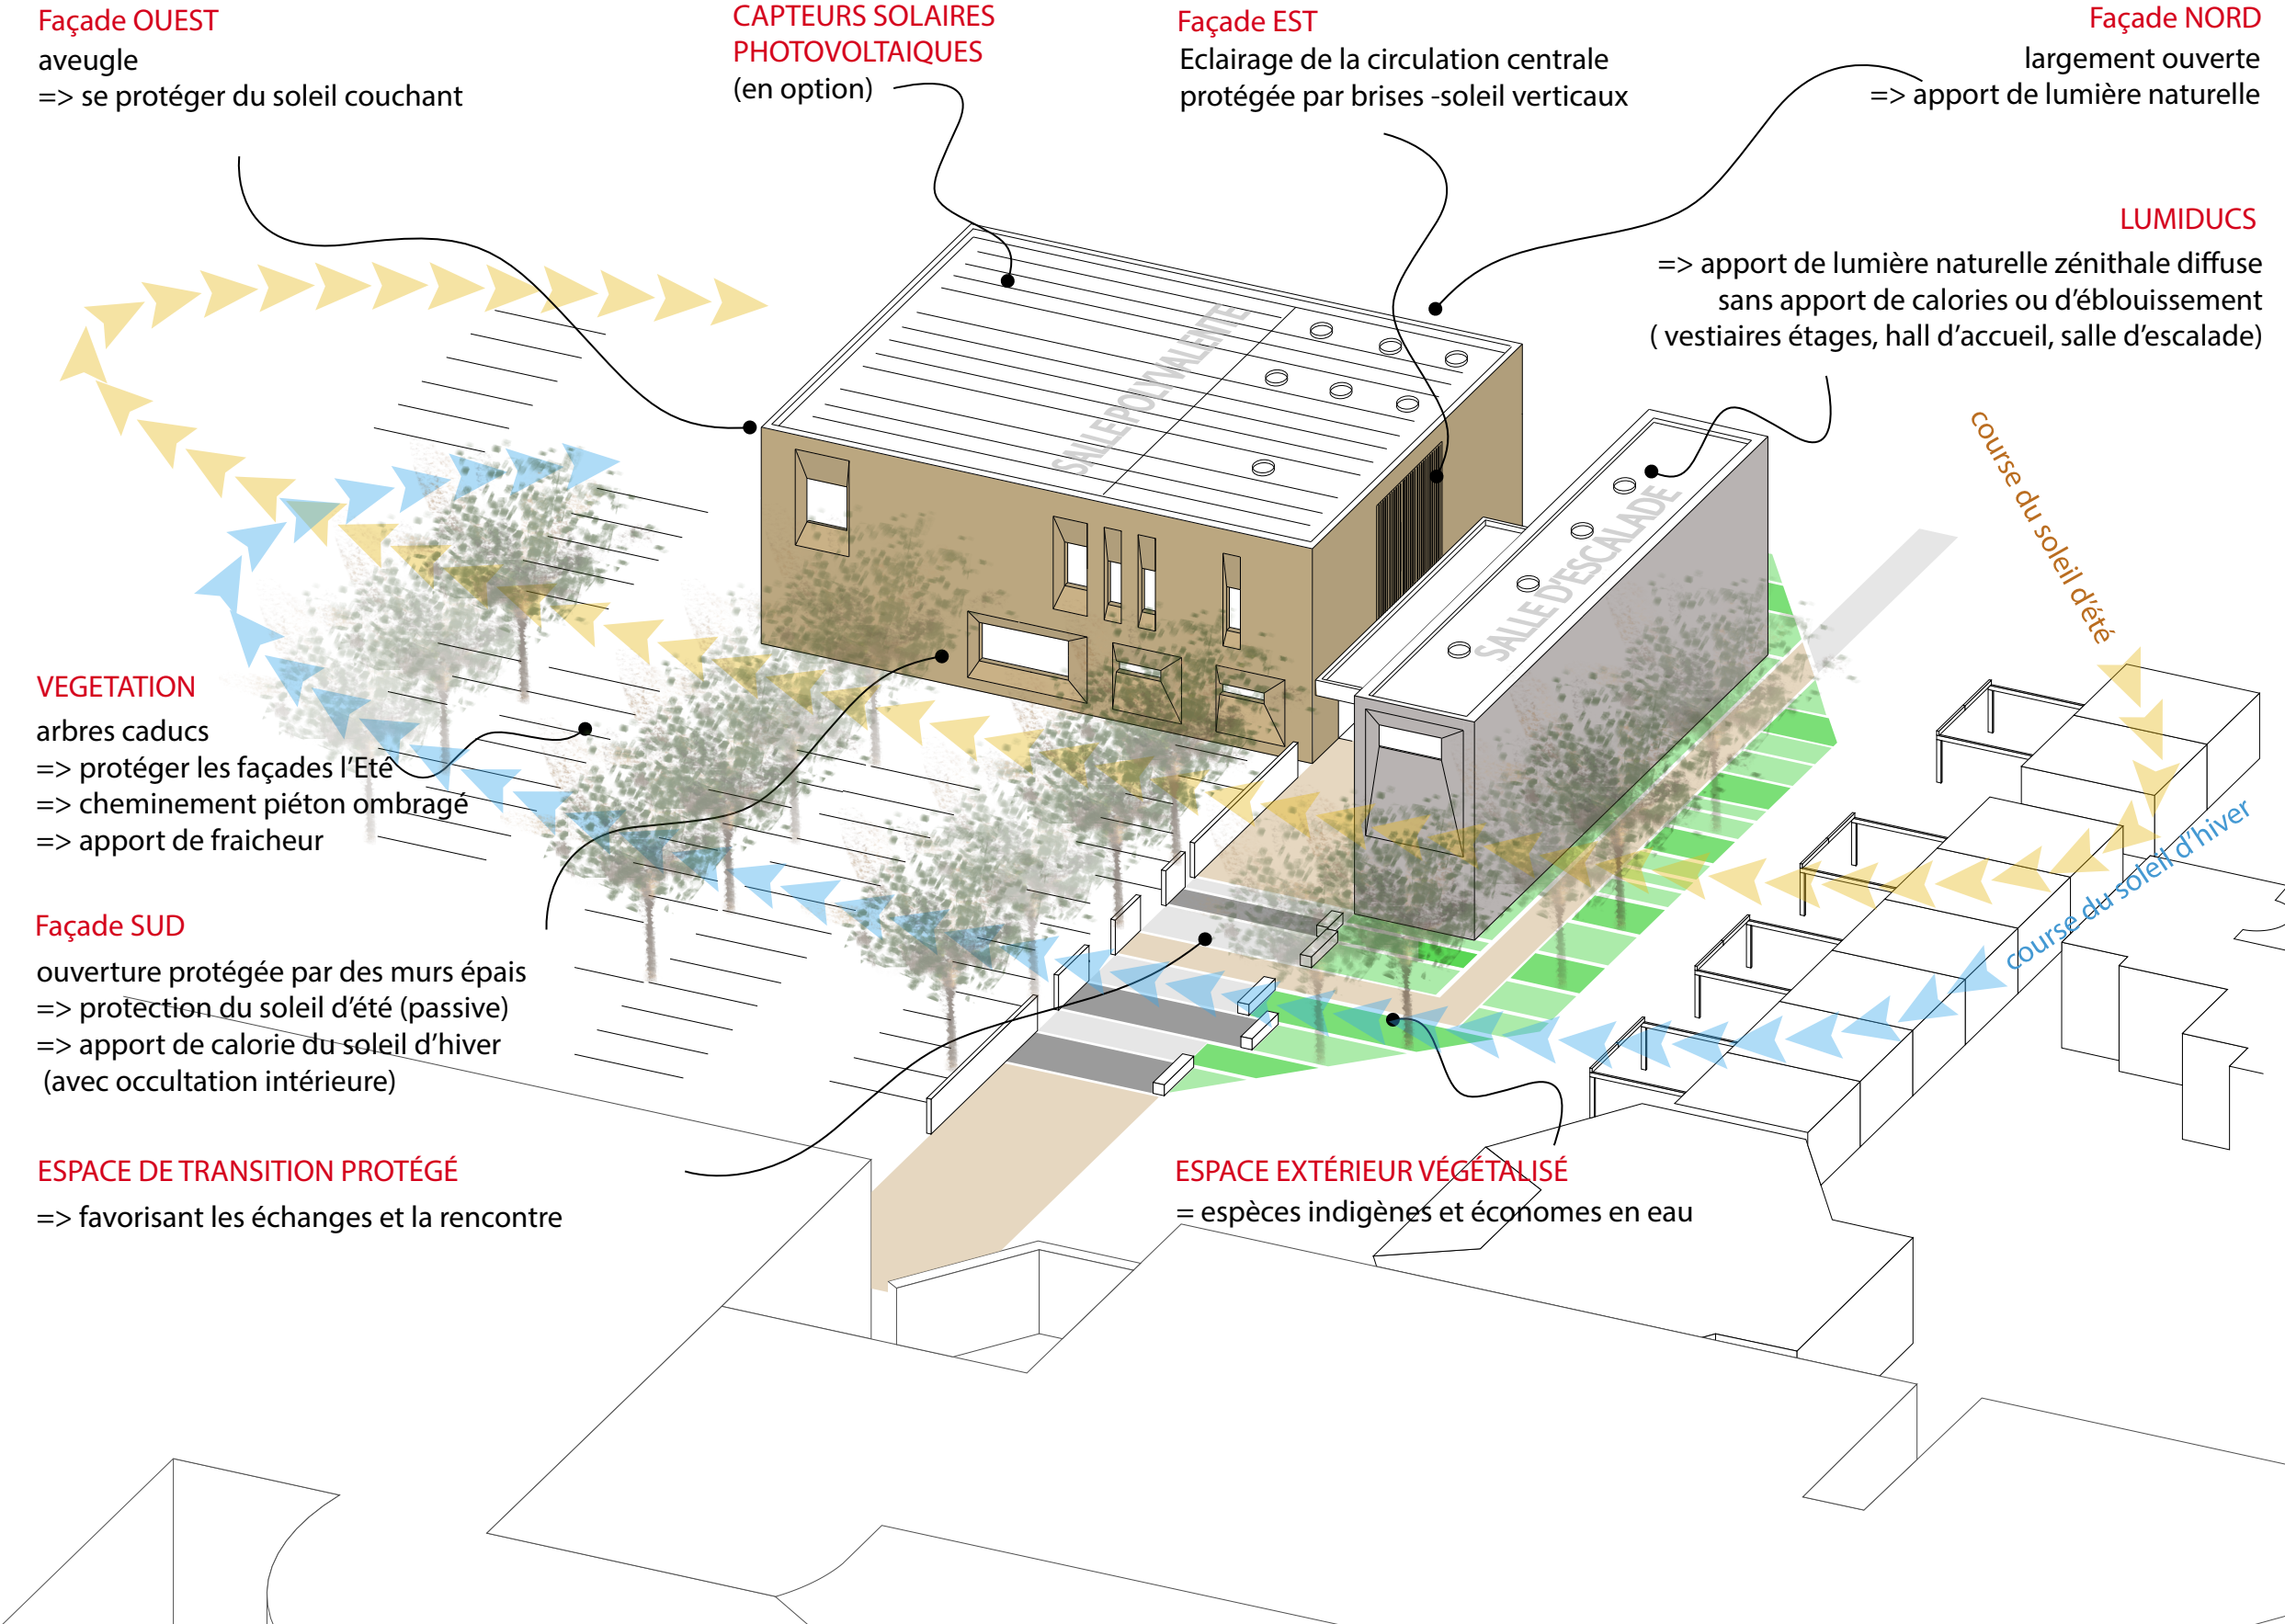 Façade OUEST
aveugle
=> se protéger du soleil couchant
CAPTEURS SOLAIRES
PHOTOVOLTAIQUES
(en option)
Façade EST
Eclairage de la circulation centrale
protégée par brises -soleil verticaux
Façade NORD
largement ouverte
=> apport de lumière naturelle
LUMIDUCS
=> apport de lumière naturelle zénithale diffuse
sans apport de calories ou d'éblouissement
( vestiaires étages, hall d'accueil, salle d'escalade)
SALLE POLYVALENTE
SALLE D'ESCALADE
course du soleil d'été
course du soleil d'hiver
VEGETATION
arbres caducs
=> protéger les façades l'Eté
=> cheminement piéton ombragé
=> apport de fraicheur
Façade SUD
ouverture protégée par des murs épais
=> protection du soleil d'été (passive)
=> apport de calorie du soleil d'hiver
(avec occultation intérieure)
ESPACE DE TRANSITION PROTÉGÉ
=> favorisant les échanges et la rencontre
ESPACE EXTÉRIEUR VÉGÉTALISÉ
= espèces indigènes et économes en eau